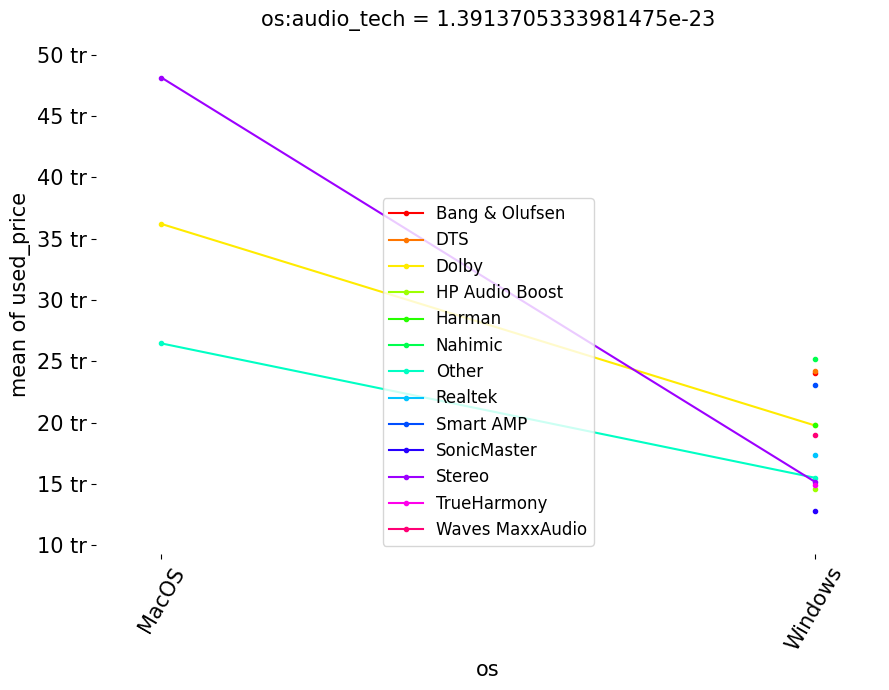 os:audio_tech = 1.3913705333981475e-23
50 tr
45 tr
40 tr
35 tr
30 tr
25 tr
20 tr
15 tr
10 tr
mean of used_price
Bang & Olufsen
DTS
Dolby
HP Audio Boost
Harman
Nahimic
Other
Realtek
Smart AMP
SonicMaster
Stereo
TrueHarmony
Waves MaxxAudio
MacOS
Windows
os